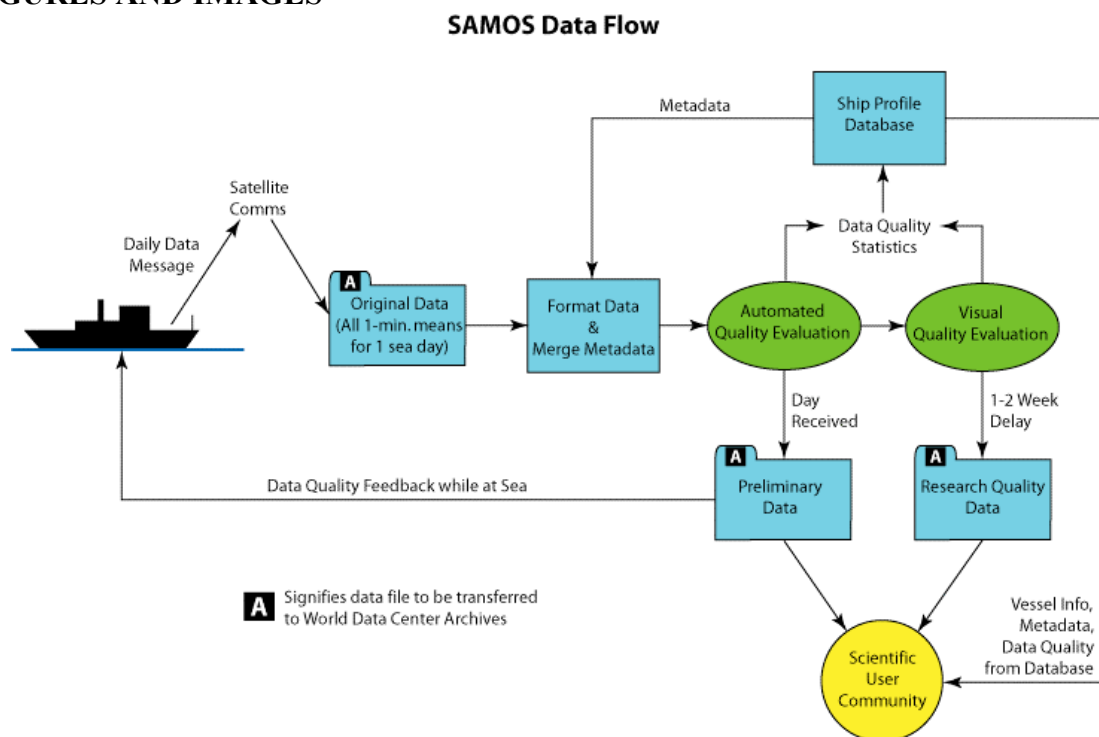 GURES AND IMAGES
SAMOS Data Flow
Metadata
Ship Profile
Database
Satellite
Comms
Daily Data
Message
Data Quality
Statistics
A
Original Data
(All 1-min. means
for 1 sea day)
Format Data
&
Merge Metadata
Automated
Quality Evaluation
Visual
Quality Evaluation
Day
Received
1-2 Week
Delay
A
Preliminary
Data
A
Research Quality
Data
Data Quality Feedback while at Sea
A
Signifies data file to be transferred
to World Data Center Archives
Vessel Info,
Metadata,
Data Quality
from Database
Scientific
User
Community